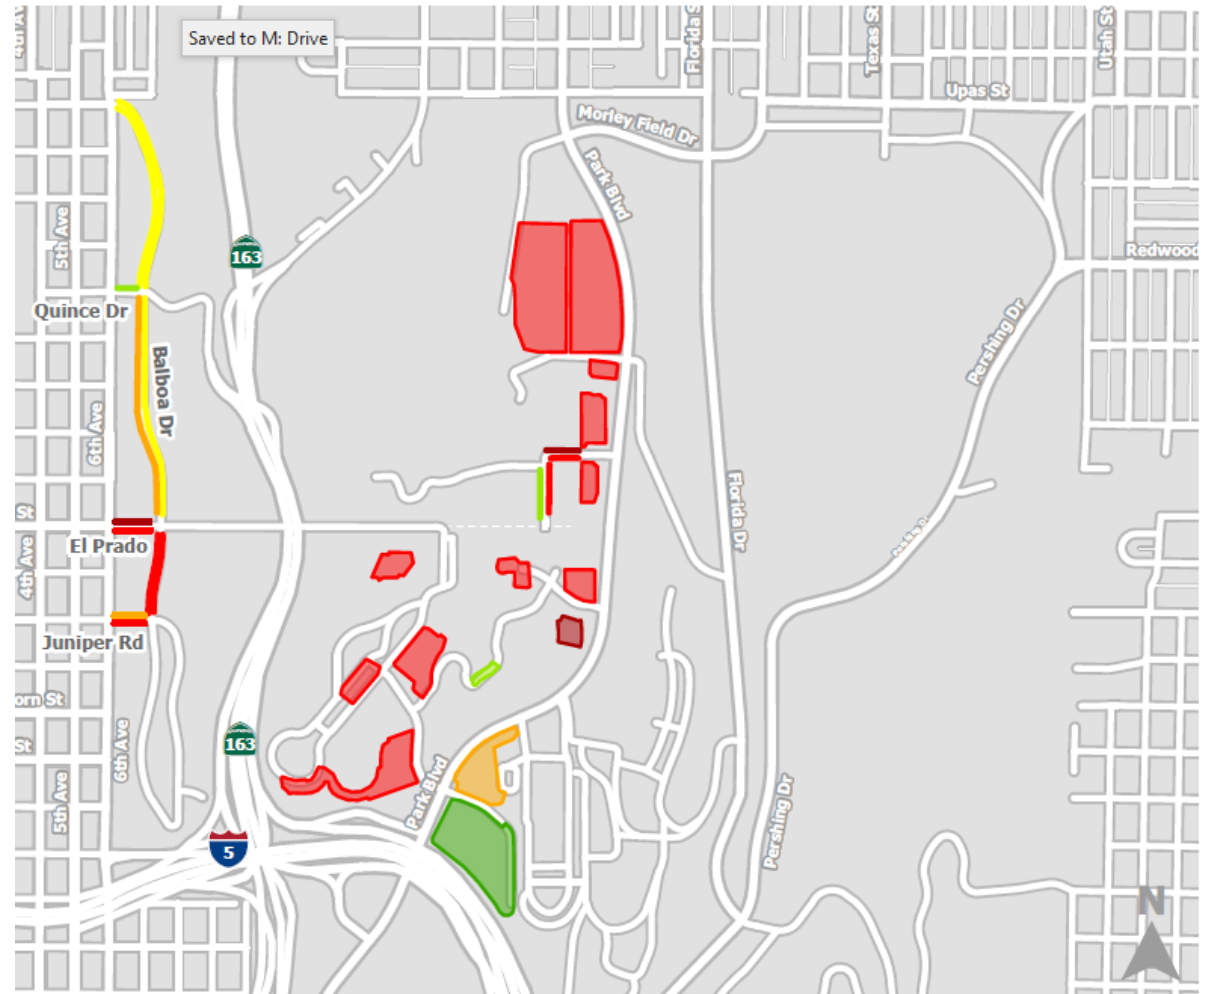 4th Av
Saved to M: Drive
Florida S
Texas St
Utah St
Upas St
Morley Field Dr
Park Blvd
5th Ave
163
Redwood
Quince Dr
Pershing Dr
Balboa Dr
6th Ave
Florida Dr
St
El Prado
4th Ave
Juniper Rd
orn St
St
6th Ave
163
5th Ave
Park Blvd
Pershing Dr
5
N